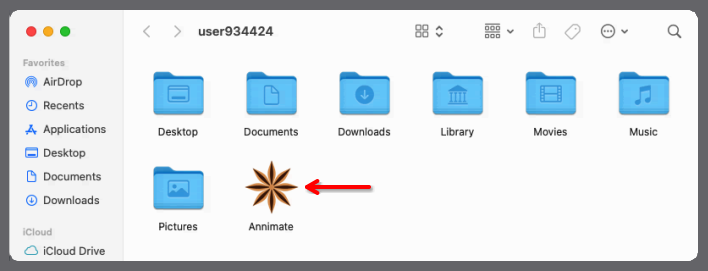 user934424
Favorites
AirDrop
Recents
Applications
Desktop
Documents
Downloads
iCloud
iCloud Drive
Desktop
Documents
Downloads
Library
Movies
Music
Pictures
Annimate